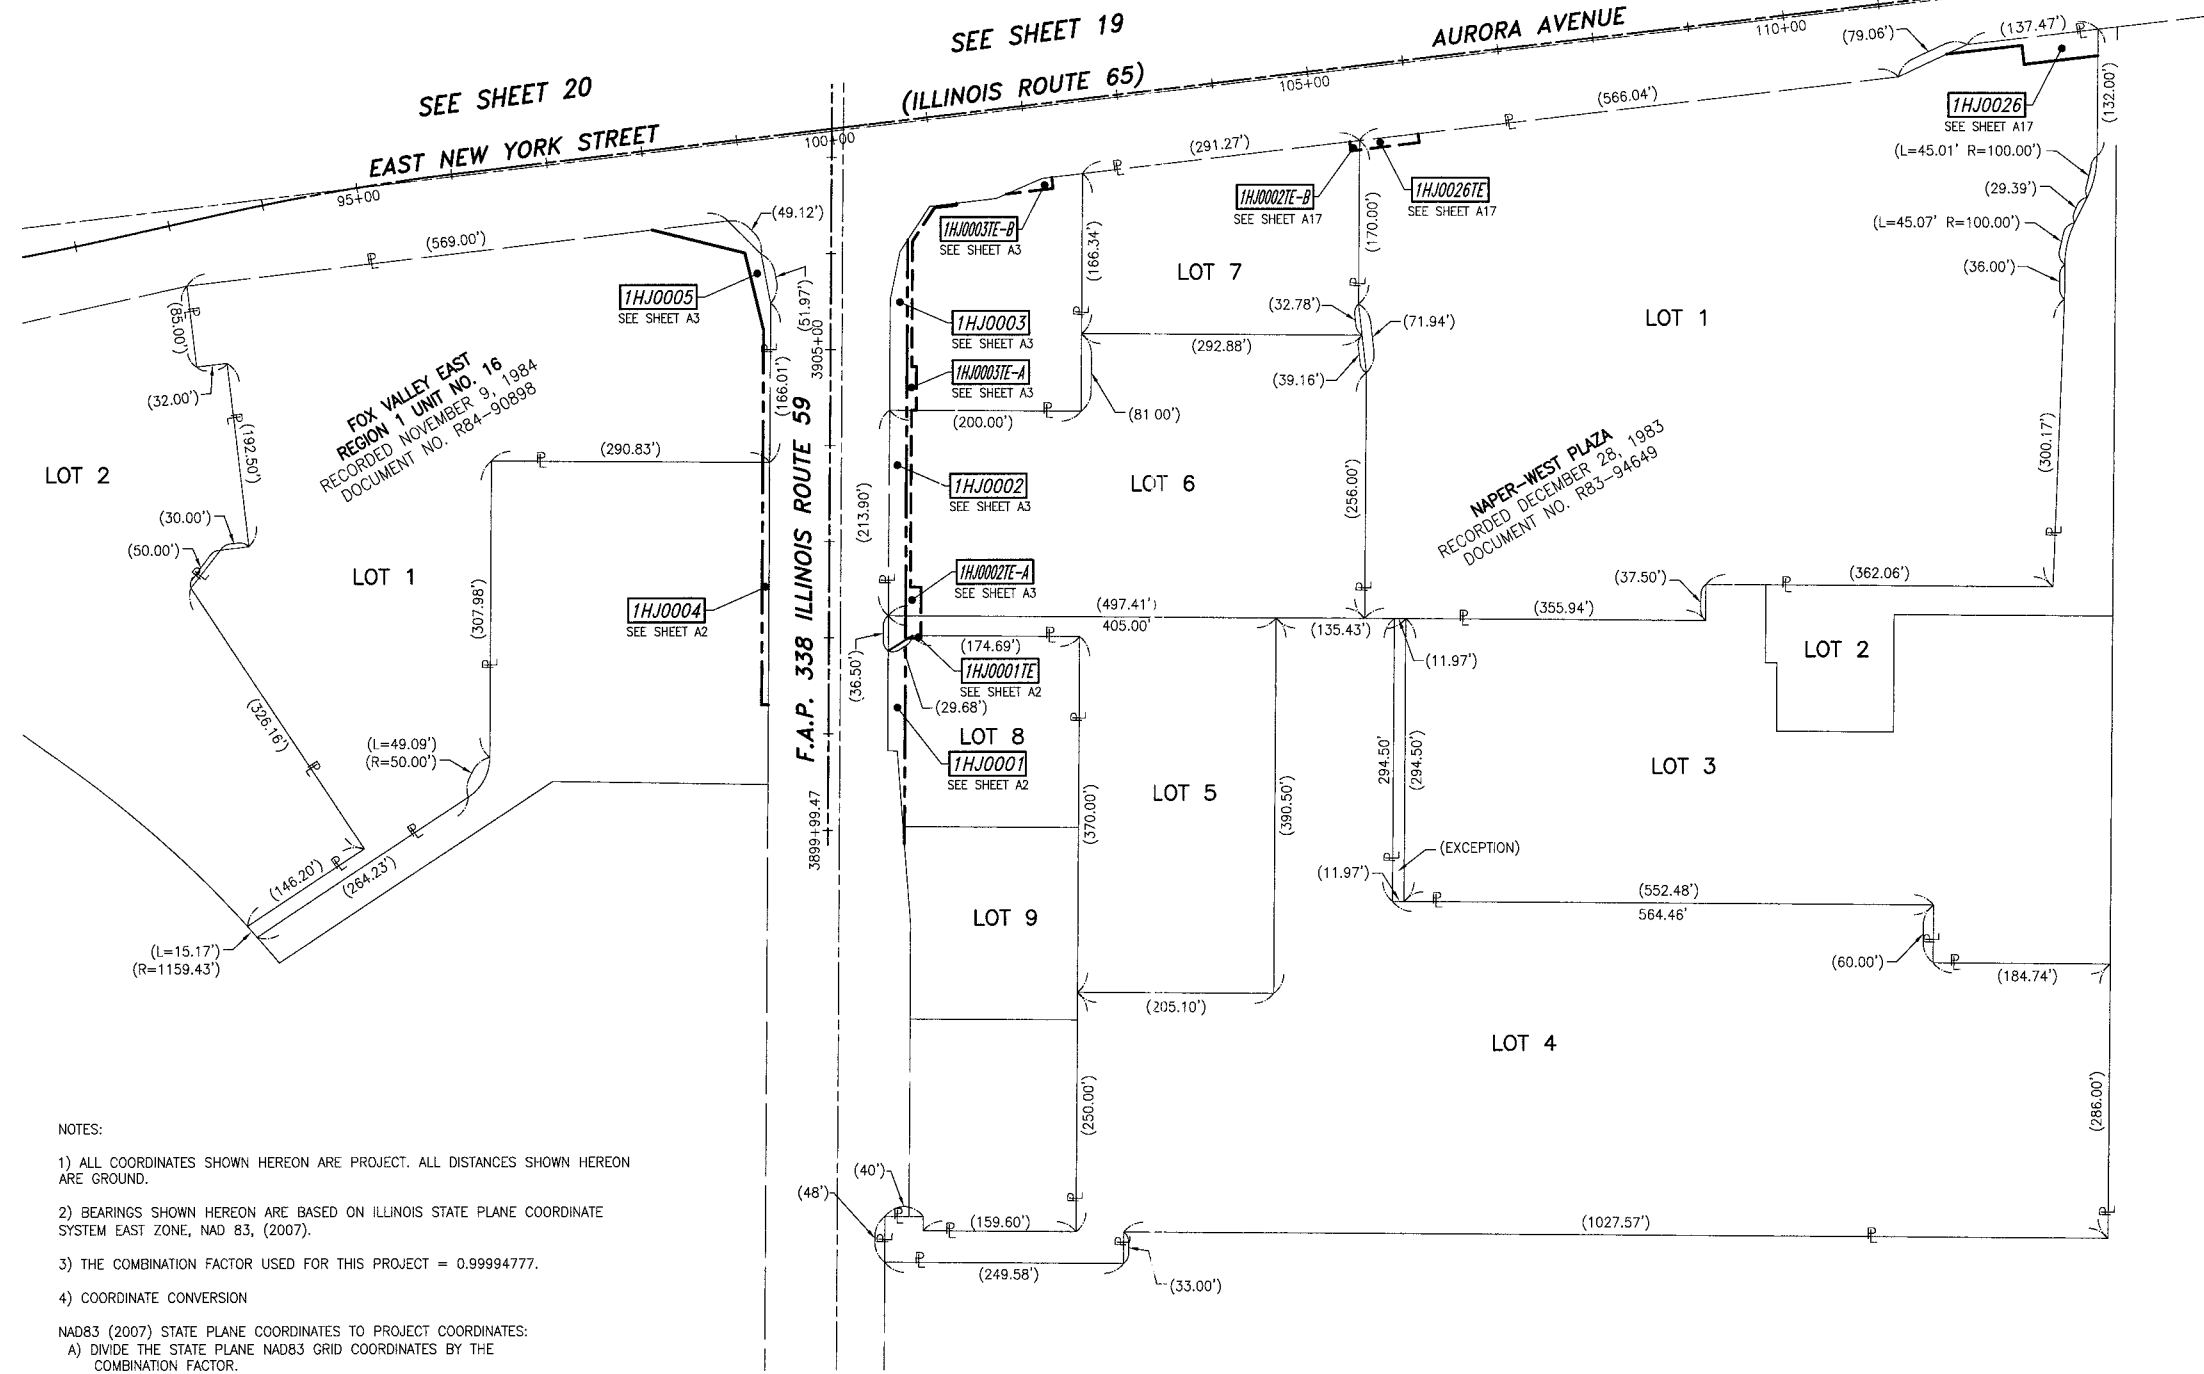 SEE SHEET 19
AURORA AVENUE
110+00
(79.06')
(137.47')
SEE SHEET 20
(ILLINOIS ROUTE 65)
105+00
(566.04')
1HJ0026
SEE SHEET A17
(132.00')
EAST NEW YORK STREET
100+00
95+00
(291.27')
(L=45.01' R=100.00')
(29.39')
(L=45.07' R=100.00')
(36.00')
1HJ0002TE-B
SEE SHEET A17
1HJ0026TE
SEE SHEET A17
(49.12')
(569.00')
1HJ0003TE-B
SEE SHEET A3
(166.34')
(170.00')
LOT 7
1HJ0005
SEE SHEET A3
(51.97')
(85.00')
1HJ0003
SEE SHEET A3
(32.78')
(71.94')
LOT 1
(292.88')
3905+00
1HJ0003TE-A
SEE SHEET A3
(39.16')
(32.00')
FOX VALLEY EAST
REGION 1 UNIT NO. 16
RECORDED NOVEMBER 9, 1984
DOCUMENT NO. R84-90898
(166.01')
(200.00')
(81.00')
(192.50')
(290.83')
LOT 2
(213.90')
1HJ0002
SEE SHEET A3
LOT 6
(256.00')
NAPER-WEST PLAZA
RECORDED DECEMBER 28, 1983
DOCUMENT NO. R83-94649
(300.17')
(30.00')
(50.00')
LOT 1
F.A.P. 338 ILLINOIS ROUTE 59
1HJ0002TE-A
SEE SHEET A3
(37.50')
(362.06')
(307.98')
1HJ0004
SEE SHEET A2
(497.41')
405.00'
(135.43')
(355.94')
(174.69')
LOT 2
(11.97')
(36.50')
1HJ0001TE
SEE SHEET A2
(29.68')
(326.16')
LOT 8
(L=49.09')
(R=50.00')
1HJ0001
SEE SHEET A2
294.50'
(294.50')
LOT 3
LOT 5
(370.00')
(390.50')
3899+99.47
(EXCEPTION)
(11.97')
(146.20')
(264.23')
(552.48')
564.46'
LOT 9
(L=15.17')
(R=1159.43')
(60.00')
(184.74')
(205.10')
LOT 4
(250.00')
(286.00')
(40')
(48')
(159.60')
(1027.57')
(249.58')
(33.00')
NOTES:
1) ALL COORDINATES SHOWN HEREON ARE PROJECT. ALL DISTANCES SHOWN HEREON
ARE GROUND.
2) BEARINGS SHOWN HEREON ARE BASED ON ILLINOIS STATE PLANE COORDINATE
SYSTEM EAST ZONE, NAD 83, (2007).
3) THE COMBINATION FACTOR USED FOR THIS PROJECT = 0.99994777.
4) COORDINATE CONVERSION
NAD83 (2007) STATE PLANE COORDINATES TO PROJECT COORDINATES:
A) DIVIDE THE STATE PLANE NAD83 GRID COORDINATES BY THE
COMBINATION FACTOR.